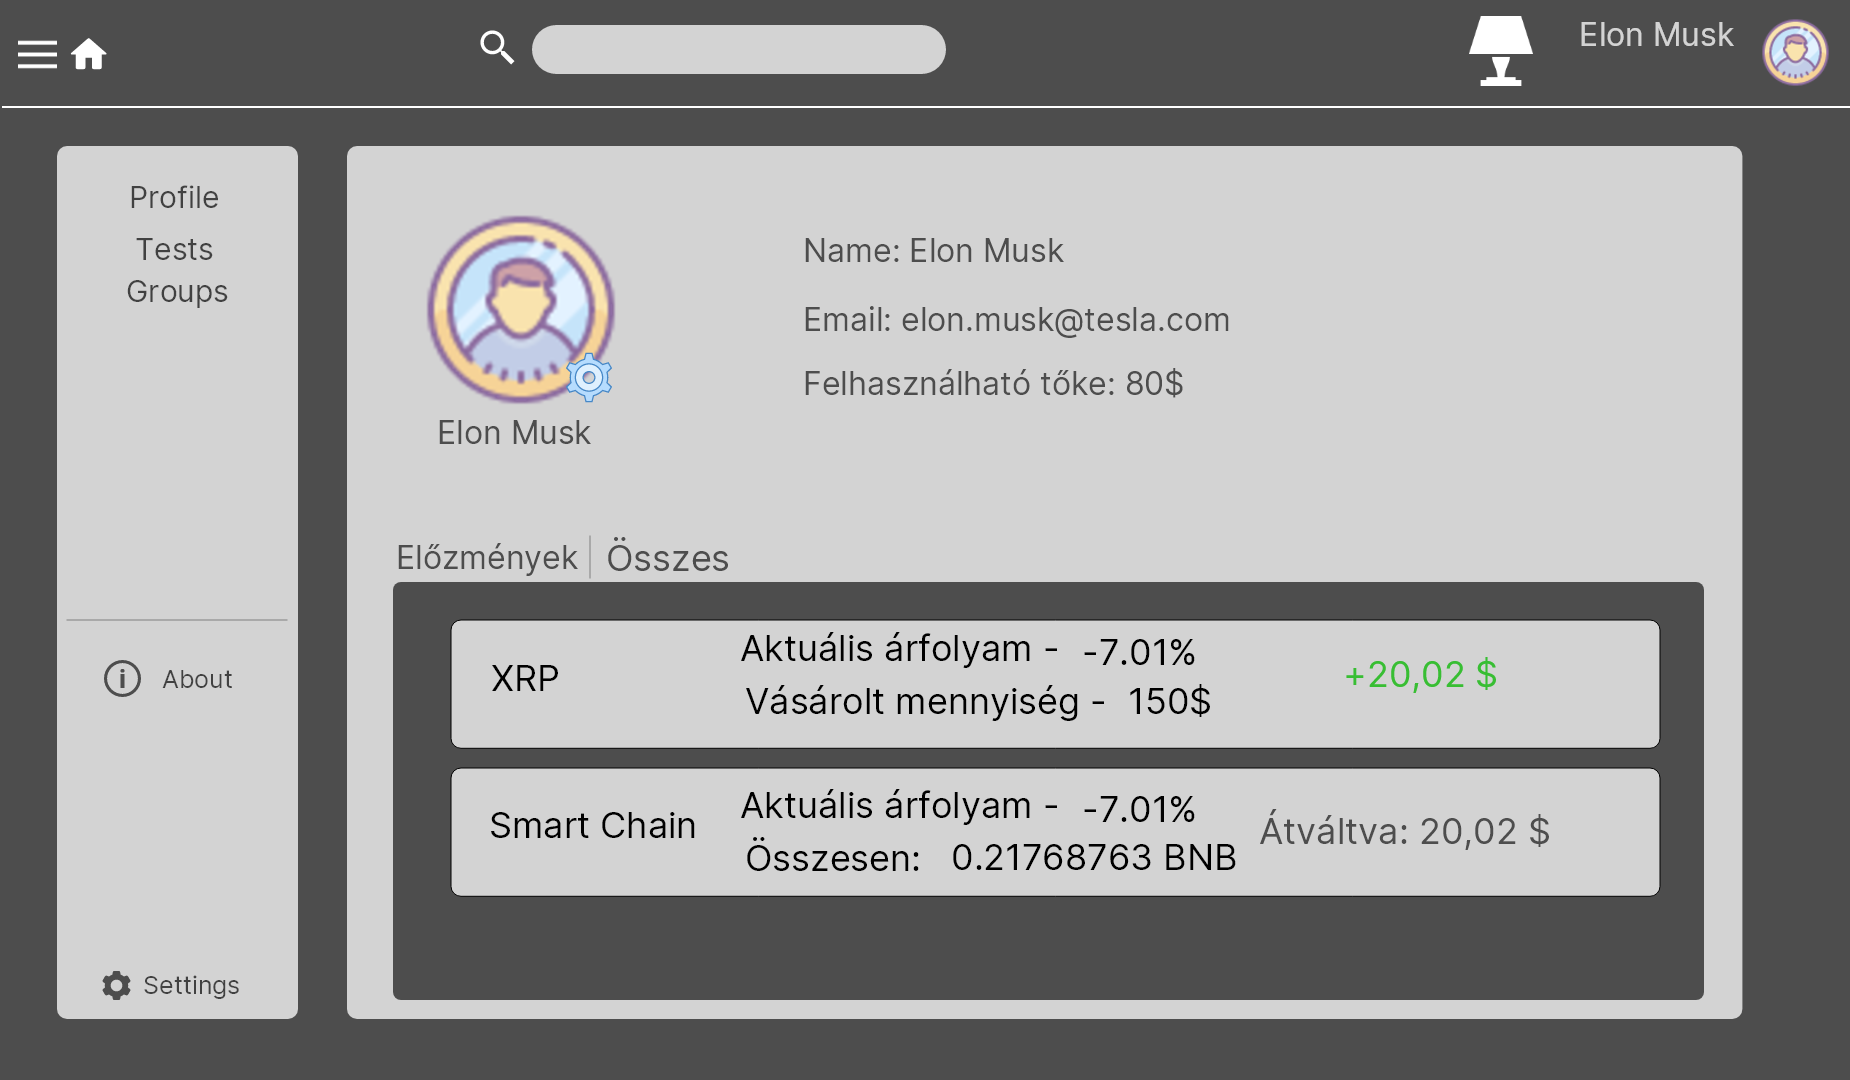 Elon Musk
Profile
Tests
Groups
About
Settings
Name: Elon Musk
Email: elon.musk@tesla.com
Felhasználható tőke: 80$
Elon Musk
Előzmények
Összes
XRP
Aktuális árfolyam - -7.01%
Vásárolt mennyiség - 150$
+20,02 $
Smart Chain
Aktuális árfolyam - -7.01%
Összesen: 0.21768763 BNB
Átváltva: 20,02 $